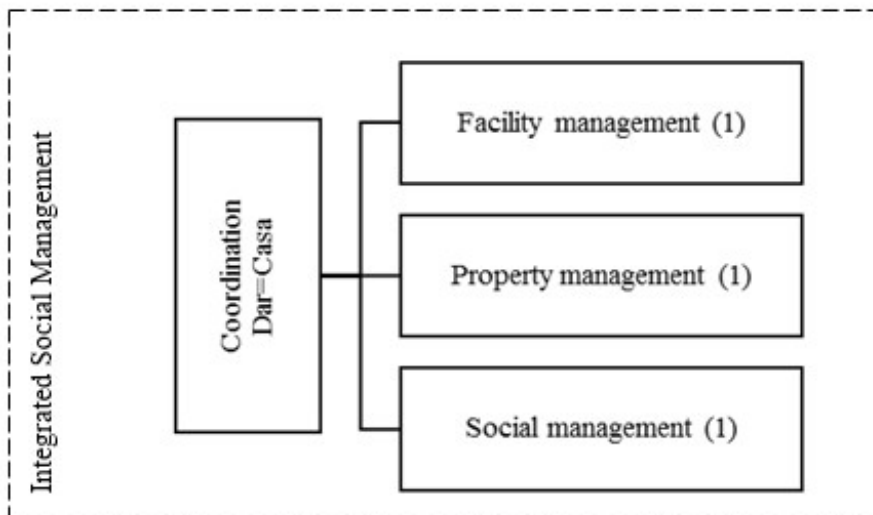 Integrated Social Management
Coordination
Dar=Casa
Facility management (1)
Property management (1)
Social management (1)